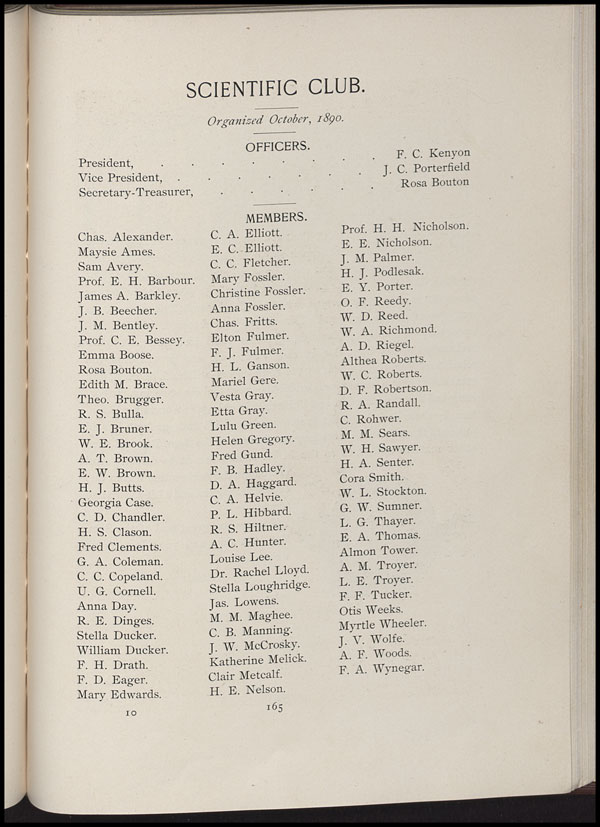 SCIENTIFIC CLUB.
Organized October, 1890.
OFFICERS.
President, . . . . . . . . F. C. Kenyon
Vice President, . . . . . . . J. C. Porterfield
Secretary-Treasurer, . . . . . . Rosa Bouton
MEMBERS.
Chas. Alexander.
Maysie Ames.
Sam Avery.
Prof. E. H. Barbour.
James A. Barkley.
J. B. Beecher.
J. M. Bentley.
Prof. C. E. Bessey.
Emma Boose.
Rosa Bouton.
Edith M. Brace.
Theo. Brugger.
R. S. Bulla.
E. J. Bruner.
W. E. Brook.
A. T. Brown.
E. W. Brown.
H. J. Butts.
Georgia Case.
C. D. Chandler.
H. S. Clason.
Fred Clements.
G. A. Coleman.
C. C. Copeland.
U. G. Cornell.
Anna Day.
R. E. Dinges.
Stella Ducker.
William Ducker.
F. H. Drath.
F. D. Eager.
Mary Edwards.
C. A. Elliott.
E. C. Elliott.
C. C. Fletcher.
Mary Fossler.
Christine Fossler.
Anna Fossler.
Chas. Fritts.
Elton Fulmer.
F. J. Fulmer.
H. L. Ganson.
Mariel Gere.
Vesta Gray.
Etta Gray.
Lulu Green.
Helen Gregory.
Fred Gund.
F. B. Hadley.
D. A. Haggard.
C. A. Helvie.
P. L. Hibbard.
R. S. Hiltner.
A. C. Hunter.
Louise Lee.
Dr. Rachel Lloyd.
Stella Loughridge.
Jas. Lowens.
M. M. Maghee.
C. B. Manning.
J. W. McCrosky.
Katherine Melick.
Clair Metcalf.
H. E. Nelson.
Prof. H. H. Nicholson.
E. E. Nicholson.
J. M. Palmer.
H. J. Podlesak.
E. Y. Porter.
O. F. Reedy.
W. D. Reed.
W. A. Richmond.
A. D. Riegel.
Althea Roberts.
W. C. Roberts.
D. F. Robertson.
R. A. Randall.
C. Rohwer.
M. M. Sears.
W. H. Sawyer.
H. A. Senter.
Cora Smith.
W. L. Stockton.
G. W. Sumner.
L. G. Thayer.
E. A. Thomas.
Almon Tower.
A. M. Troyer.
L. E. Troyer.
F. F. Tucker.
Otis Weeks.
Myrtle Wheeler.
J. V. Wolfe.
A. F. Woods.
F. A. Wynegar.
10
165